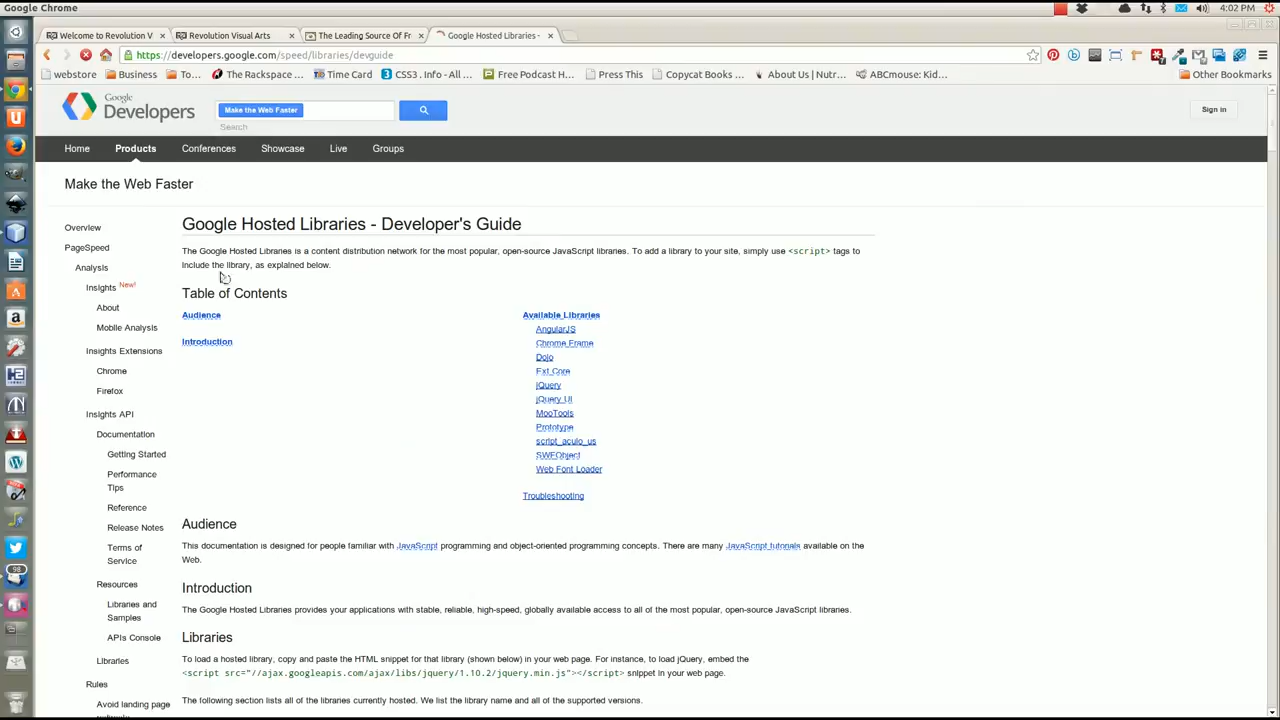 Google Chrome
4:02 PM
Welcome to Revolution V
Revolution Visual Arts
The Leading Source Of Fr
Google Hosted Libraries -
https://developers.google.com/speed/libraries/devguide
webstore
Business
To...
The Rackspace ...
Time Card
CSS3 . Info - All ...
Free Podcast H...
Press This
Copycat Books ...
About Us | Nutr...
ABCmouse: Kid...
Other Bookmarks
Google
Developers
Make the Web Faster
Search
Sign in
Home
Products
Conferences
Showcase
Live
Groups
Make the Web Faster
Overview
PageSpeed
Analysis
Insights New!
About
Mobile Analysis
Insights Extensions
Chrome
Firefox
Insights API
Documentation
Getting Started
Performance
Tips
Reference
Release Notes
Terms of
Service
Resources
Libraries and
Samples
APIs Console
Libraries
Rules
Avoid landing page
Google Hosted Libraries - Developer's Guide
The Google Hosted Libraries is a content distribution network for the most popular, open-source JavaScript libraries. To add a library to your site, simply use <script> tags to
include the library, as explained below.
Table of Contents
Audience
Introduction
Available Libraries
AngularJS
Chrome Frame
Dojo
Ext Core
jQuery
jQuery UI
MooTools
Prototype
script_aculo_us
SWFObject
Web Font Loader
Troubleshooting
Audience
This documentation is designed for people familiar with JavaScript programming and object-oriented programming concepts. There are many JavaScript tutorials available on the
Web.
Introduction
The Google Hosted Libraries provides your applications with stable, reliable, high-speed, globally available access to all of the most popular, open-source JavaScript libraries.
Libraries
To load a hosted library, copy and paste the HTML snippet for that library (shown below) in your web page. For instance, to load jQuery, embed the
<script src="//ajax.googleapis.com/ajax/libs/jquery/1.10.2/jquery.min.js"></script> snippet in your web page.
The following section lists all of the libraries currently hosted. We list the library name and all of the supported versions.
98